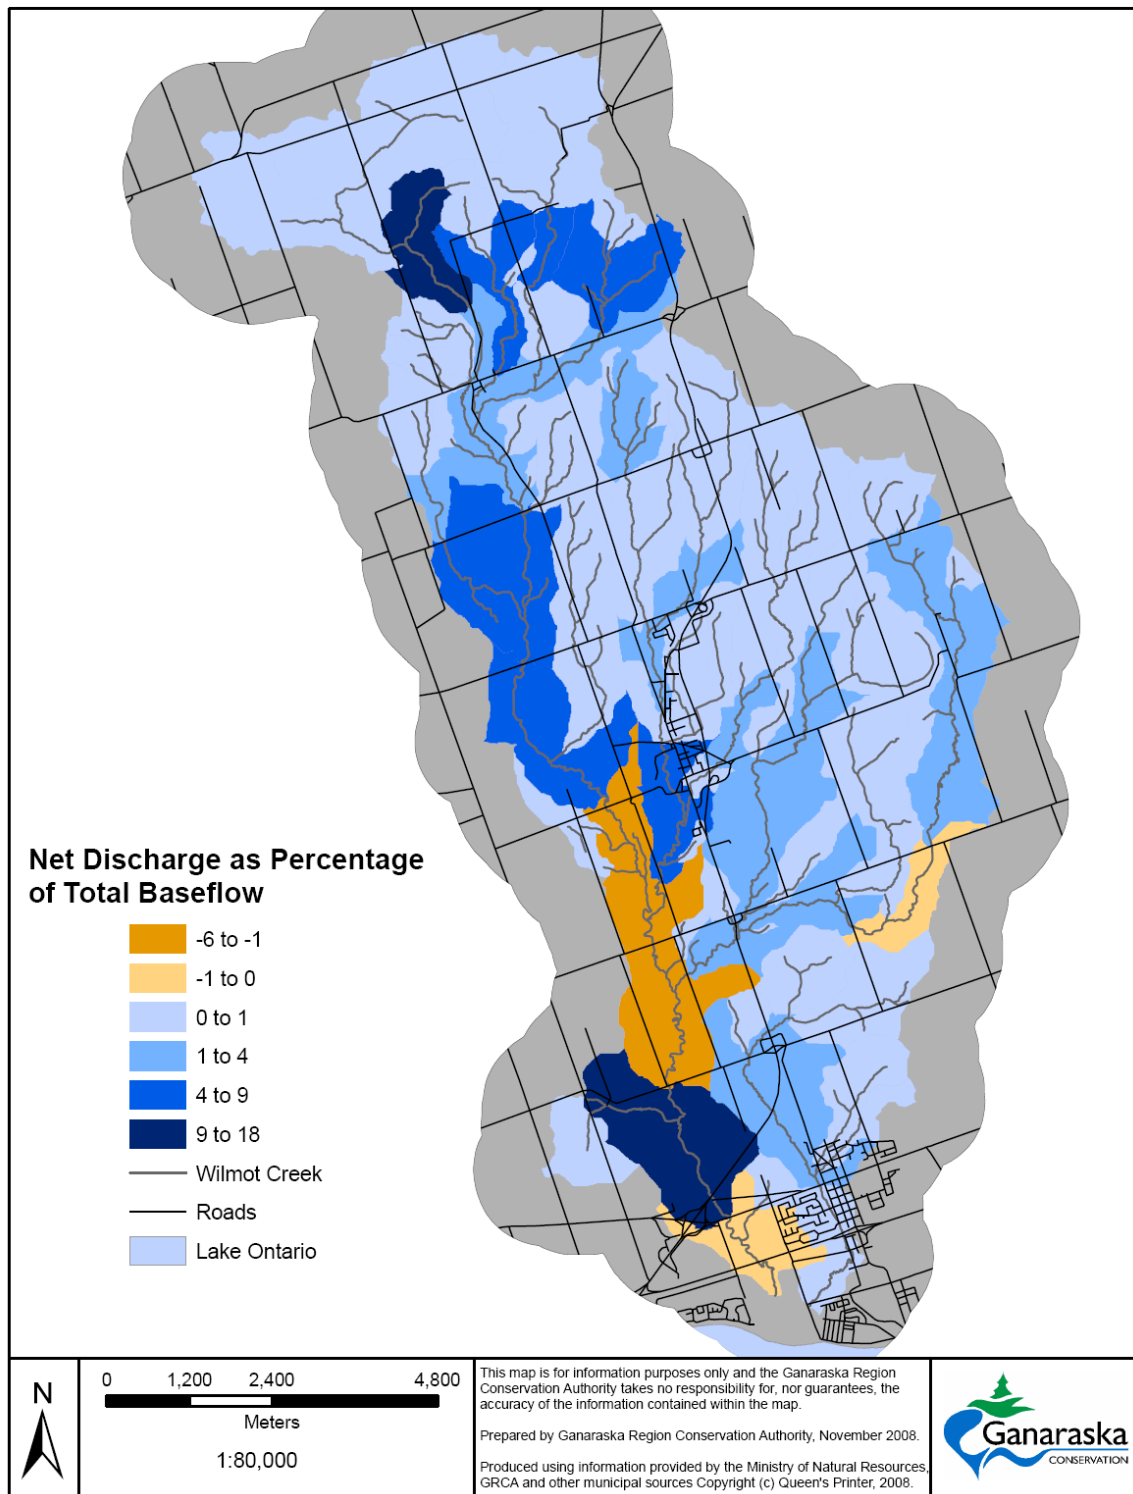 Net Discharge as Percentage
of Total Baseflow
-6 to -1
-1 to 0
0 to 1
1 to 4
4 to 9
9 to 18
Wilmot Creek
Roads
Lake Ontario
N
0 1,200 2,400 4,800
Meters
1:80,000
This map is for information purposes only and the Ganaraska Region
Conservation Authority takes no responsibility for, nor guarantees, the
accuracy of the information contained within the map.
Prepared by Ganaraska Region Conservation Authority, November 2008.
Produced using information provided by the Ministry of Natural Resources,
GRCA and other municipal sources Copyright (c) Queen's Printer, 2008.
Ganaraska
CONSERVATION